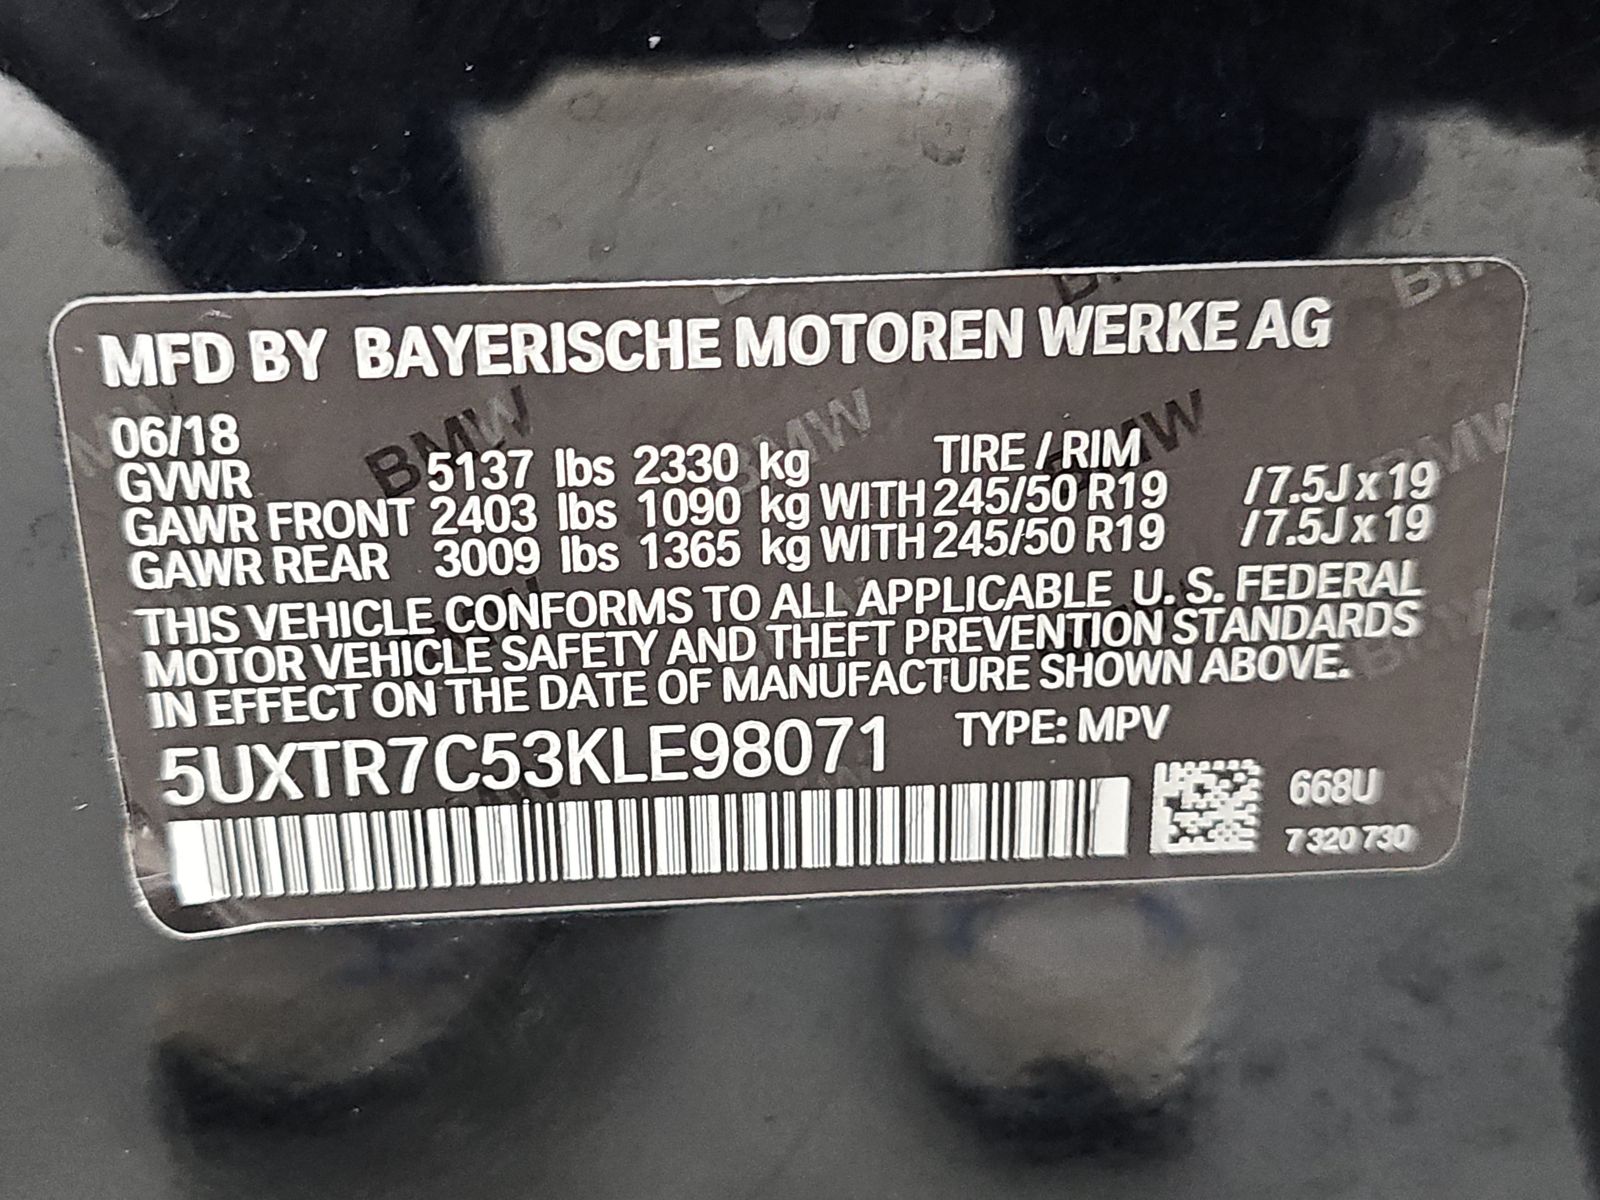 MFD BY BAYERISCHE MOTOREN WERKE AG
06/18
GVWR 5137 lbs 2330 kg TIRE / RIM
GAWR FRONT 2403 lbs 1090 kg WITH 245/50 R19 /7.5J x 19
GAWR REAR 3009 lbs 1365 kg WITH 245/50 R19 /7.5J x 19
THIS VEHICLE CONFORMS TO ALL APPLICABLE U. S. FEDERAL
MOTOR VEHICLE SAFETY AND THEFT PREVENTION STANDARDS
IN EFFECT ON THE DATE OF MANUFACTURE SHOWN ABOVE.
5UXTR7C53KLE98071 TYPE: MPV
668U
7 320 730